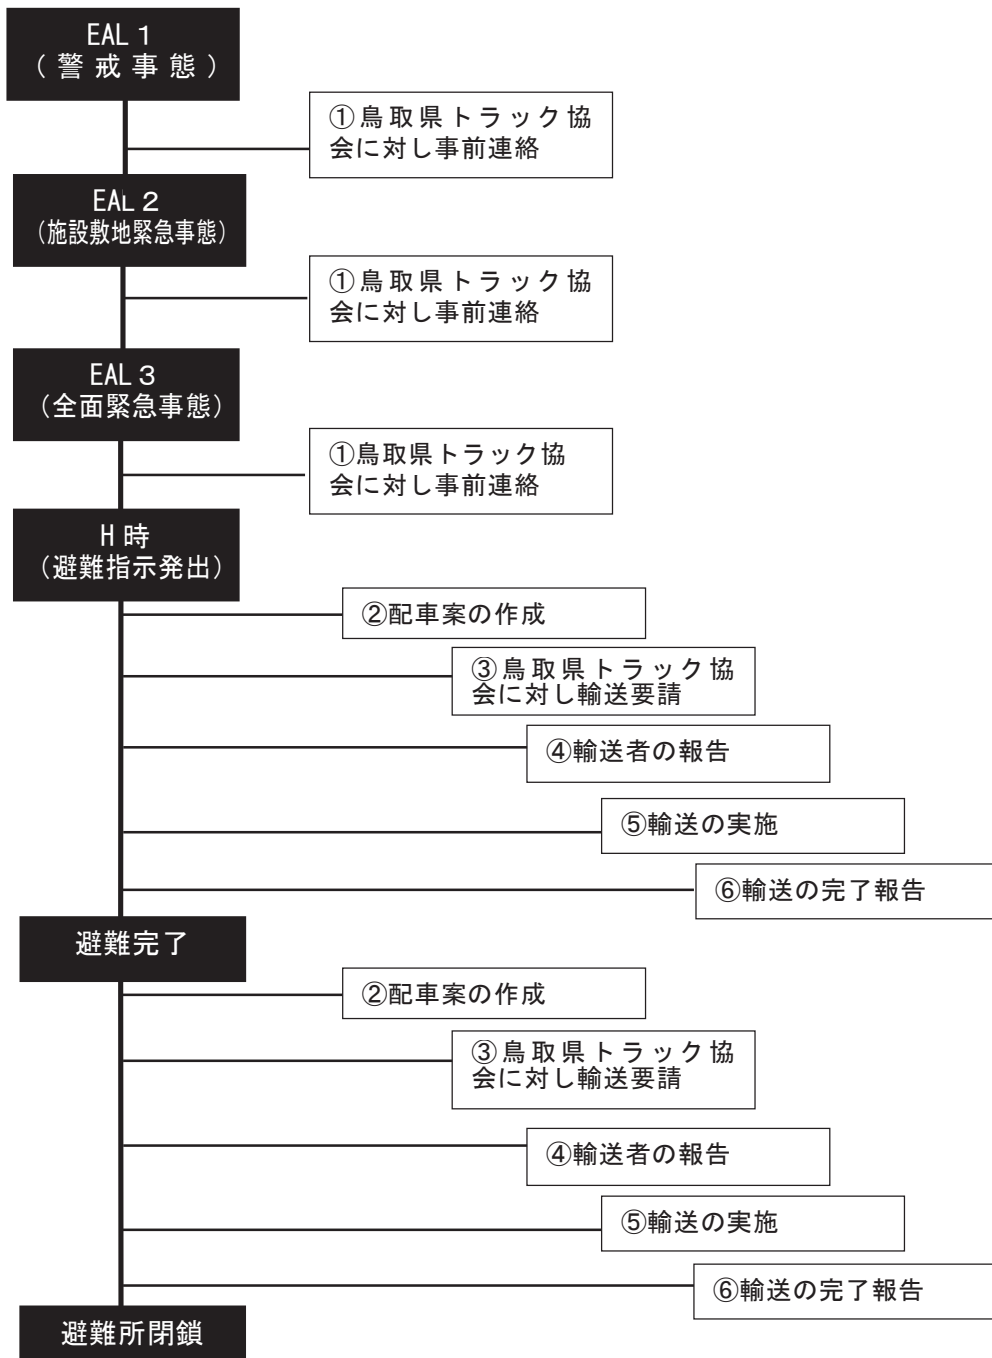 EAL１
（警戒事態）
①鳥取県トラック協
会に対し事前連絡
EAL２
（施設敷地緊急事態）
①鳥取県トラック協
会に対し事前連絡
EAL３
（全面緊急事態）
①鳥取県トラック協
会に対し事前連絡
H時
（避難指示発出）
②配車案の作成
③鳥取県トラック協
会に対し輸送要請
④輸送者の報告
⑤輸送の実施
⑥輸送の完了報告
避難完了
②配車案の作成
③鳥取県トラック協
会に対し輸送要請
④輸送者の報告
⑤輸送の実施
⑥輸送の完了報告
避難所閉鎖